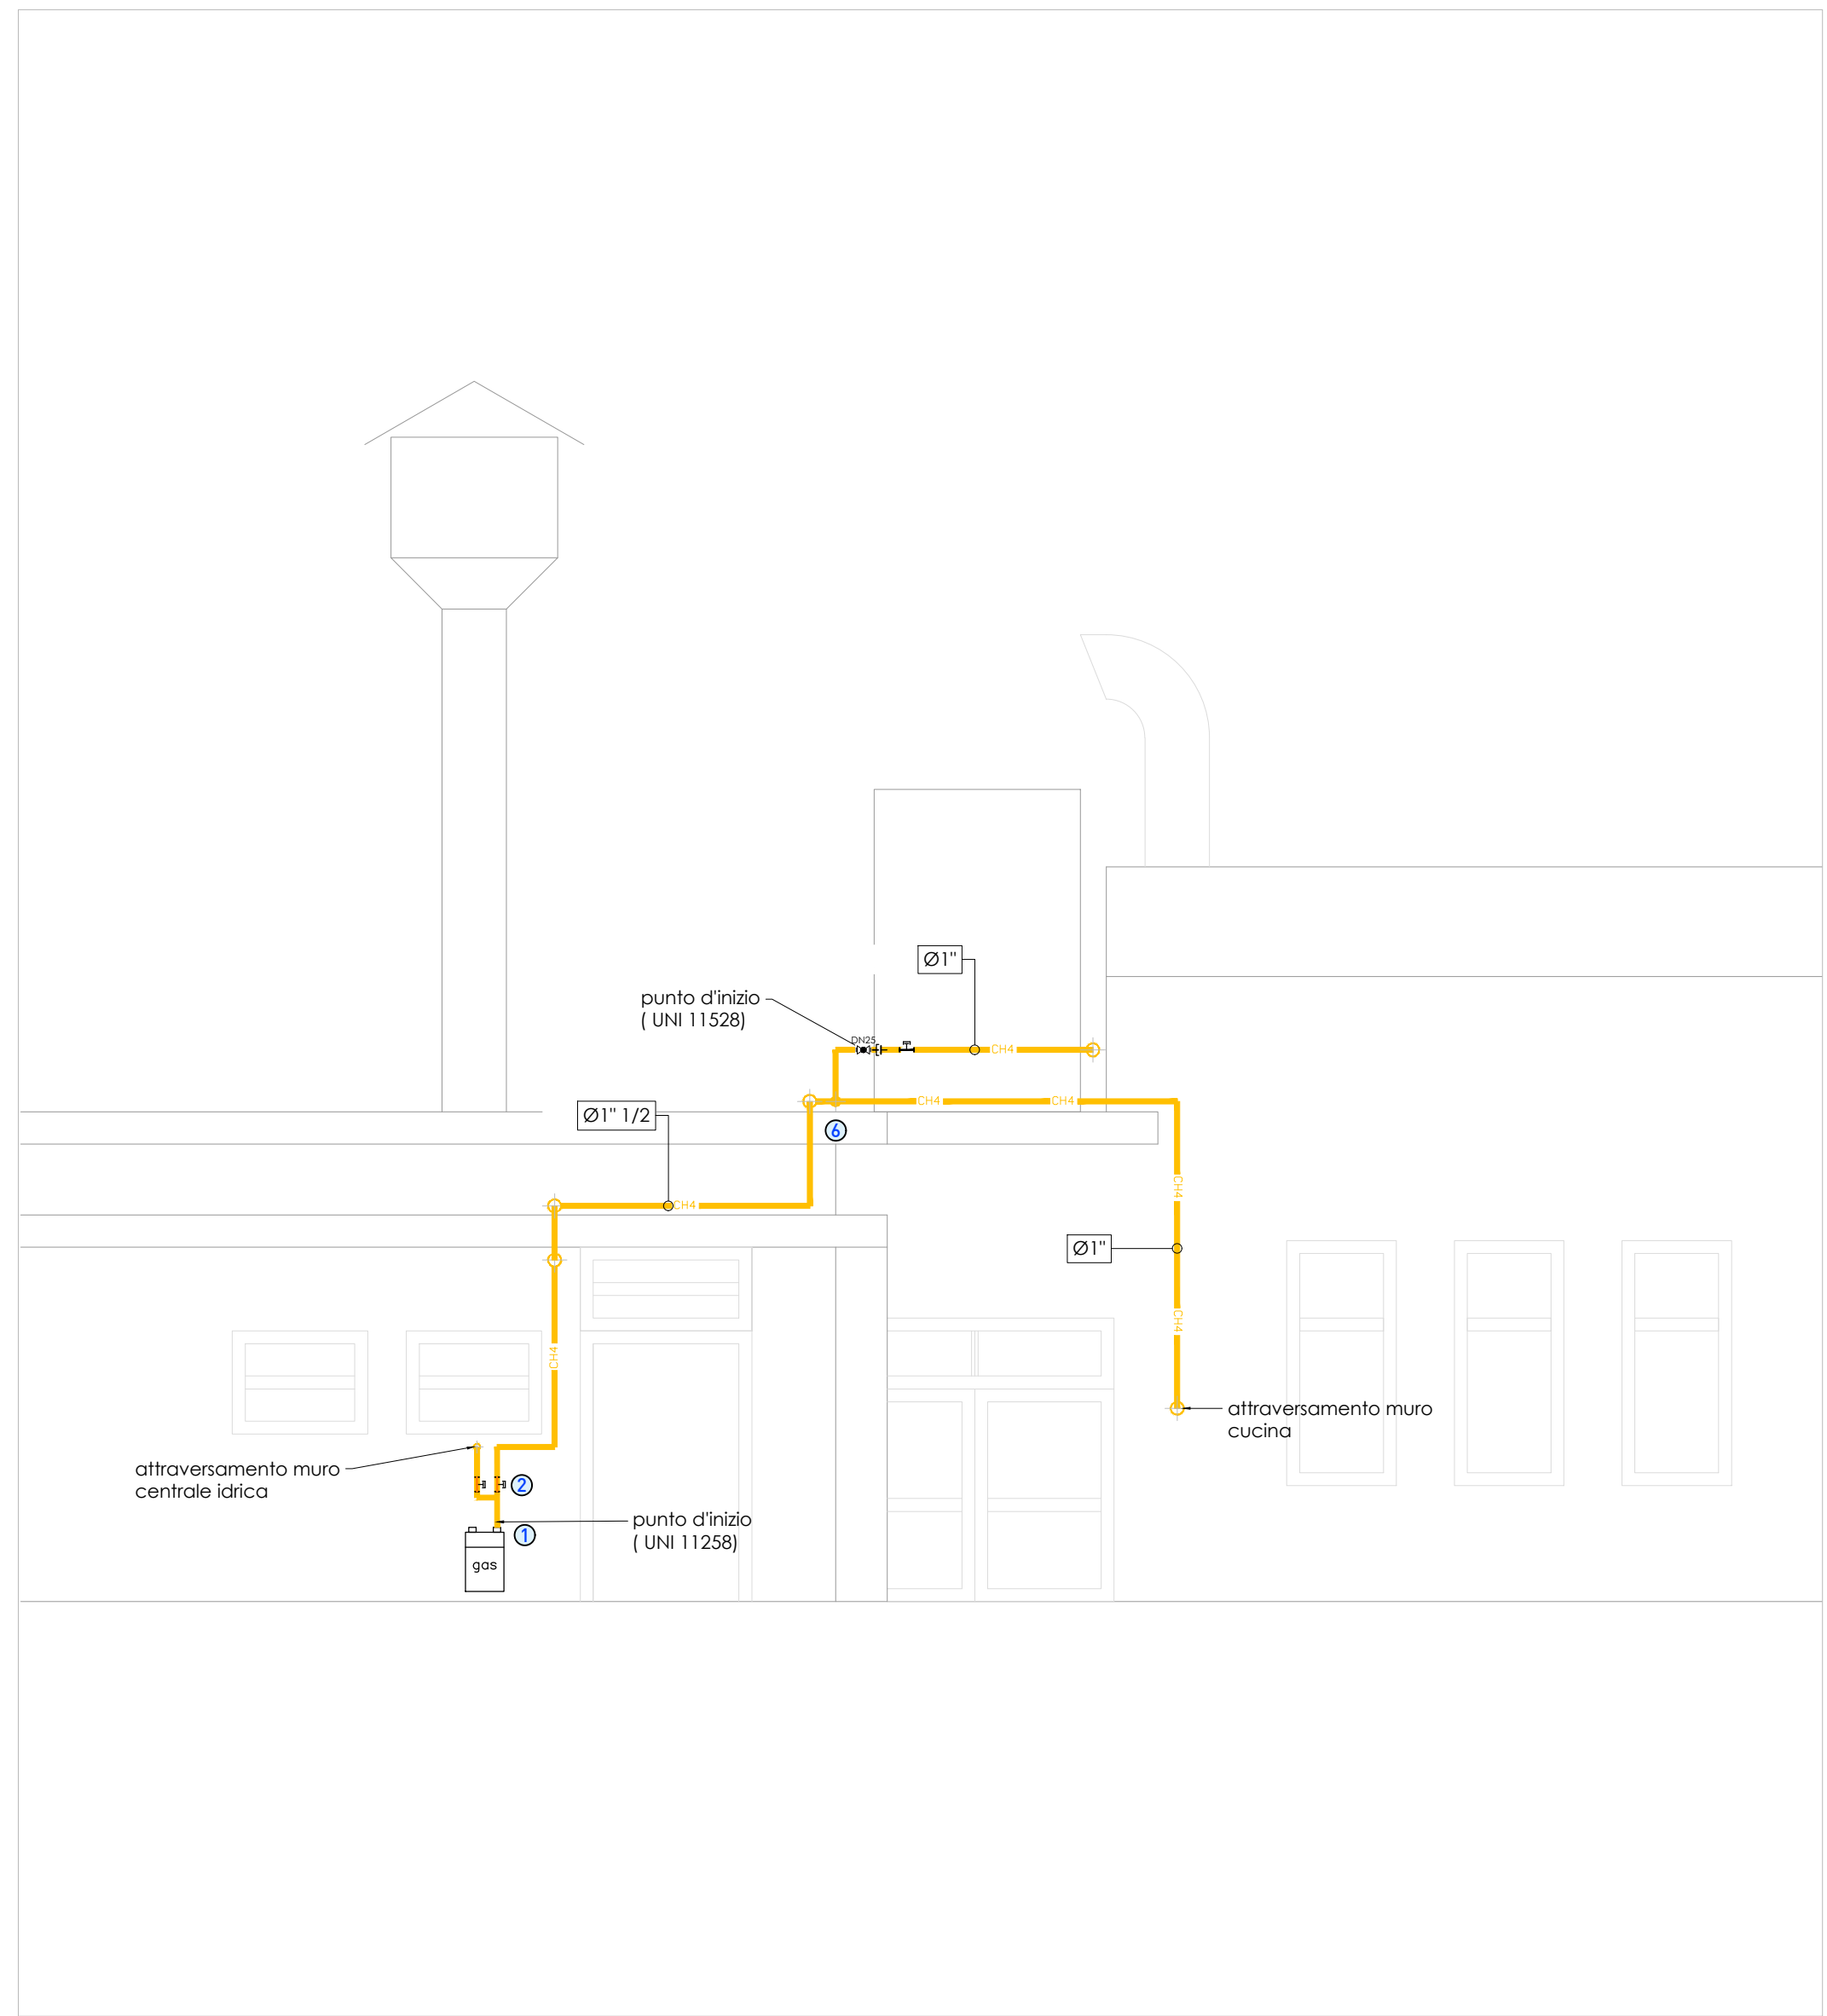 Ø1"
punto d'inizio
( UNI 11528)
DN25
CH4
CH4
CH4
Ø1" 1/2
6
CH4
CH4
Ø1"
CH4
CH4
attraversamento muro
cucina
attraversamento muro
centrale idrica
2
punto d'inizio
( UNI 11258)
1
gas